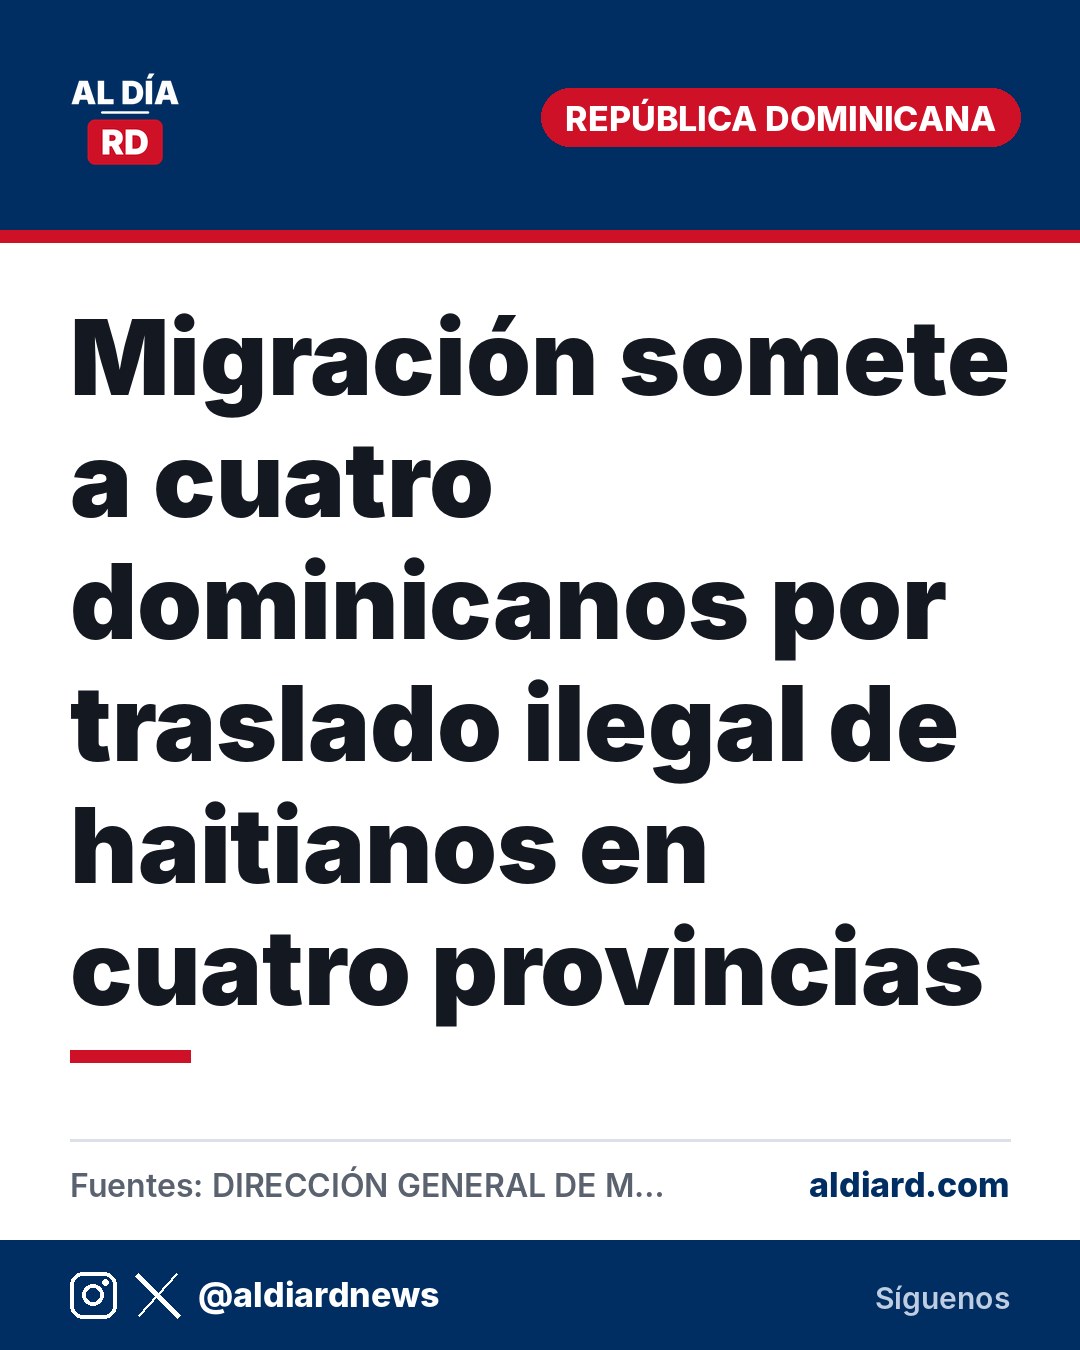 AL DÍA
RD
REPÚBLICA DOMINICANA
Migración somete
a cuatro
dominicanos por
traslado ilegal de
haitianos en
cuatro provincias
Fuentes: DIRECCIÓN GENERAL DE M...
aldiard.com
@aldiardnews
Síguenos